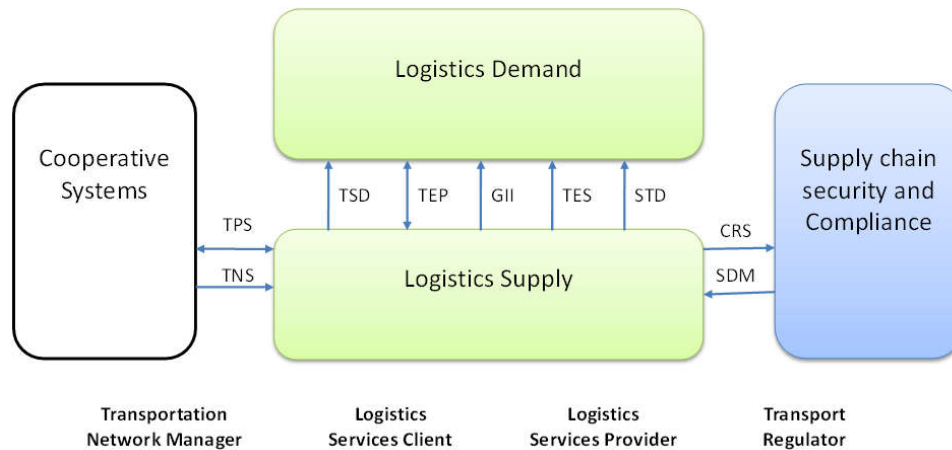 Logistics Demand
Cooperative
Systems
Supply chain
security and
Compliance
TSD
TEP
GII
TES
STD
TPS
CRS
TNS
SDM
Logistics Supply
Transportation
Network Manager
Logistics
Services Client
Logistics
Services Provider
Transport
Regulator